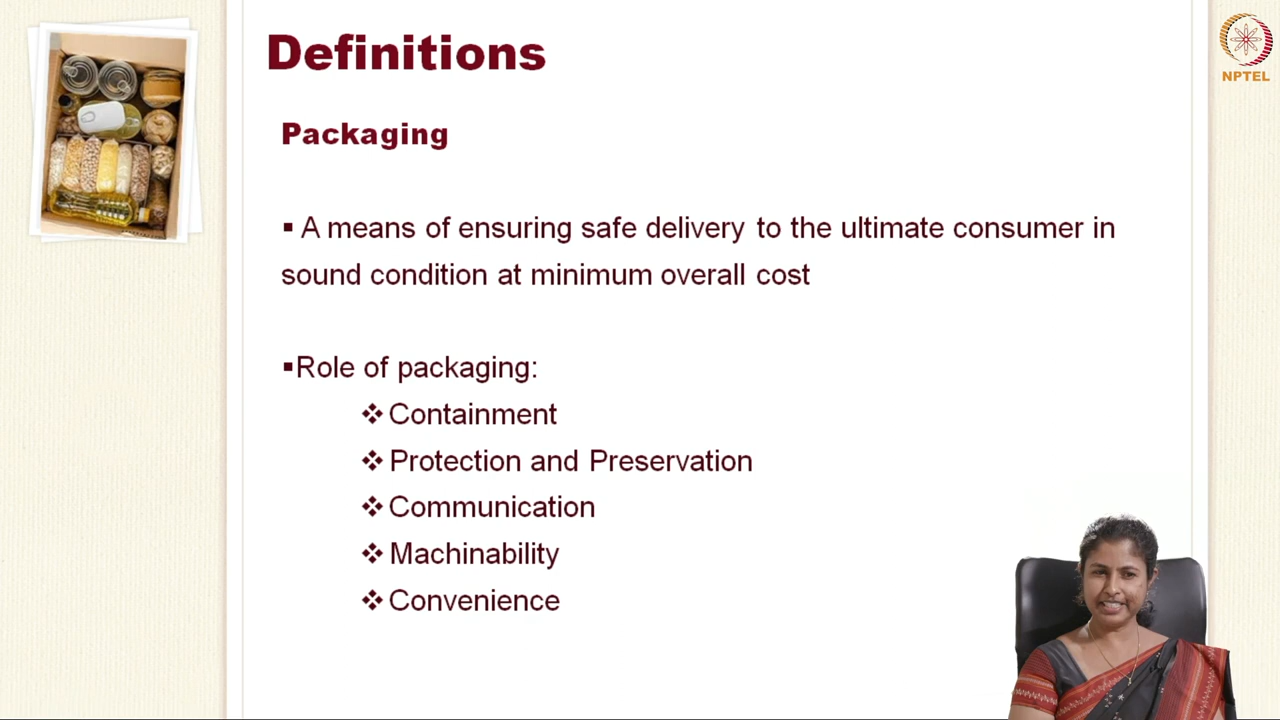 Definitions
NPTEL
Packaging
▪ A means of ensuring safe delivery to the ultimate consumer in
sound condition at minimum overall cost
▪Role of packaging:
❖Containment
❖Protection and Preservation
❖Communication
❖Machinability
❖Convenience